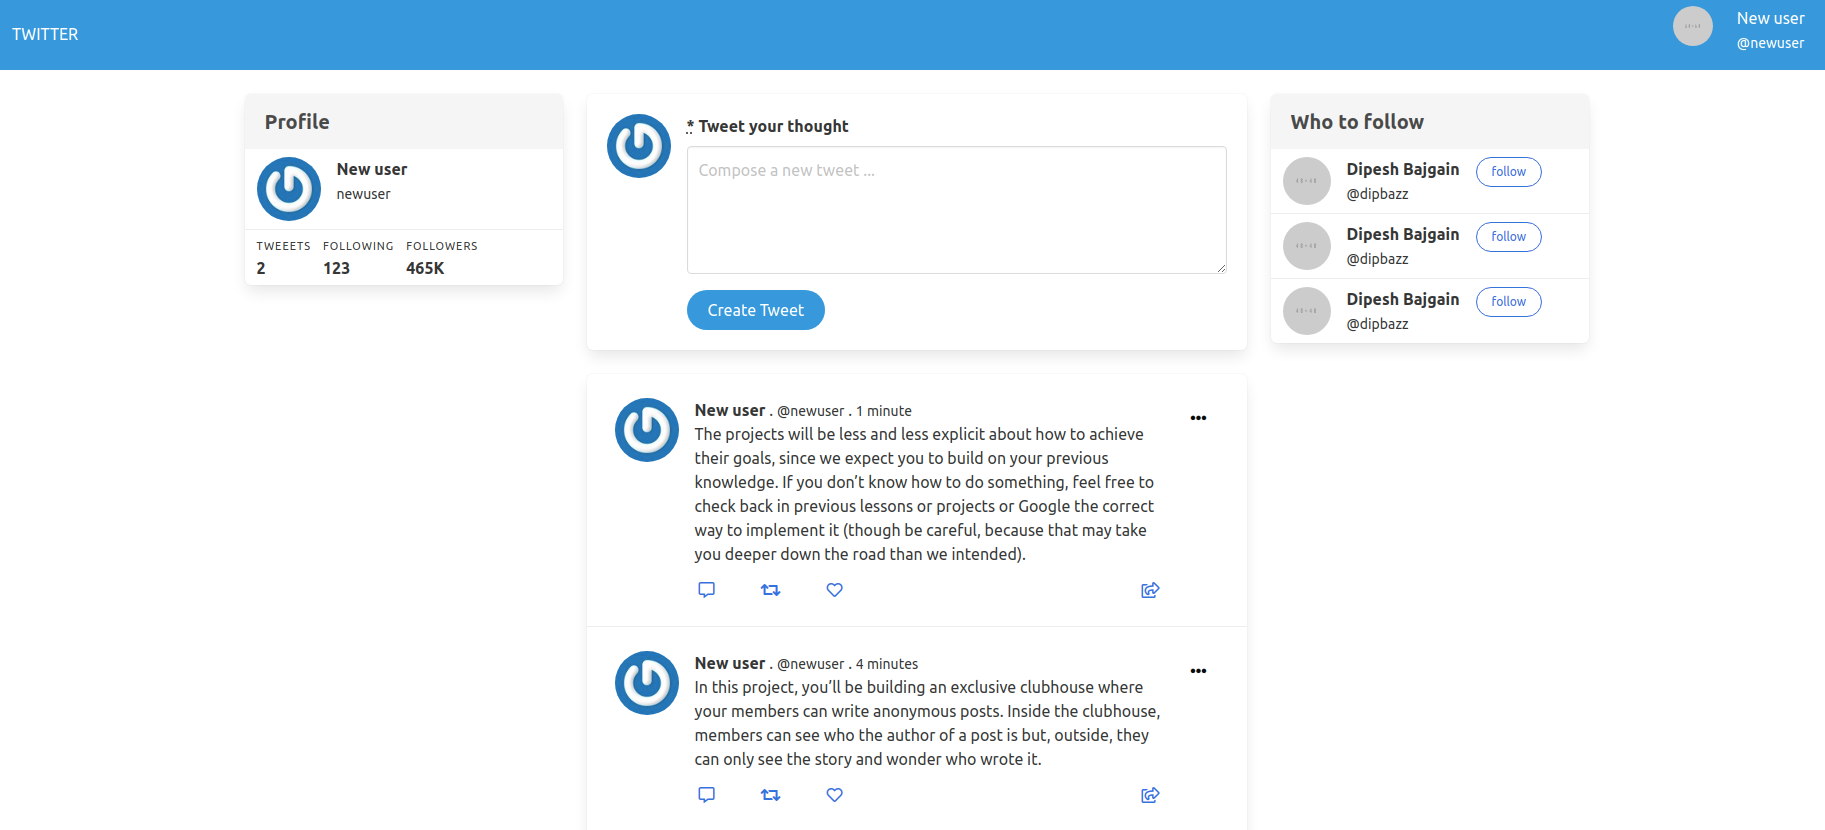 TWITTER
New user
@newuser
Profile
New user
newuser
TWEEETS FOLLOWING FOLLOWERS
2 123 465K
* Tweet your thought
Compose a new tweet ...
Create Tweet
Who to follow
Dipesh Bajgain follow
@dipbazz
Dipesh Bajgain follow
@dipbazz
Dipesh Bajgain follow
@dipbazz
New user . @newuser . 1 minute
The projects will be less and less explicit about how to achieve
their goals, since we expect you to build on your previous
knowledge. If you don’t know how to do something, feel free to
check back in previous lessons or projects or Google the correct
way to implement it (though be careful, because that may take
you deeper down the road than we intended).
New user . @newuser . 4 minutes
In this project, you’ll be building an exclusive clubhouse where
your members can write anonymous posts. Inside the clubhouse,
members can see who the author of a post is but, outside, they
can only see the story and wonder who wrote it.